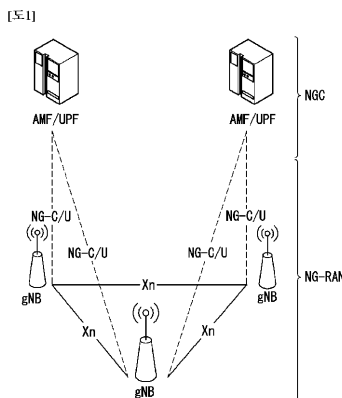 [도1]
NGC
AMF/UPF AMF/UPF
NG-C/U NG-C/U
NG-C/U NG-C/U
Xn
gNB gNB
NG-RAN
Xn Xn
gNB